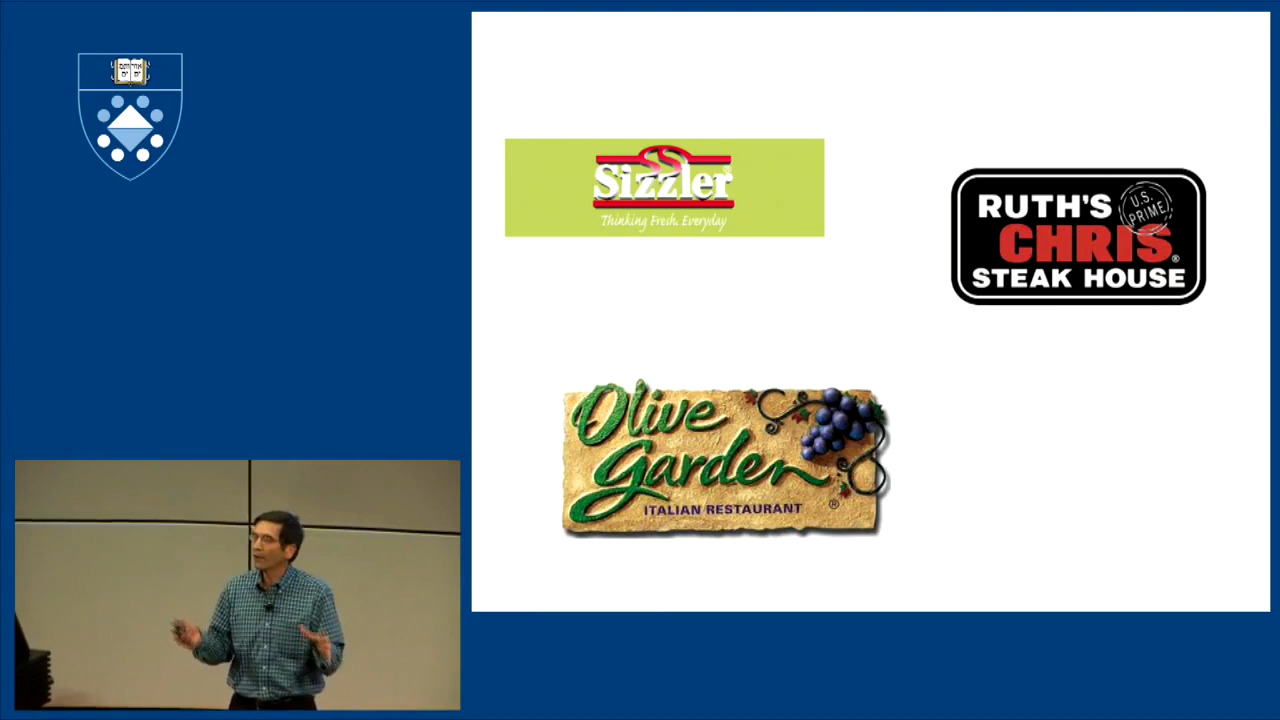 Sizzler
Thinking Fresh. Everyday
RUTH'S
U.S.
PRIME
CHRIS®
STEAK HOUSE
Olive
Garden
ITALIAN RESTAURANT ®